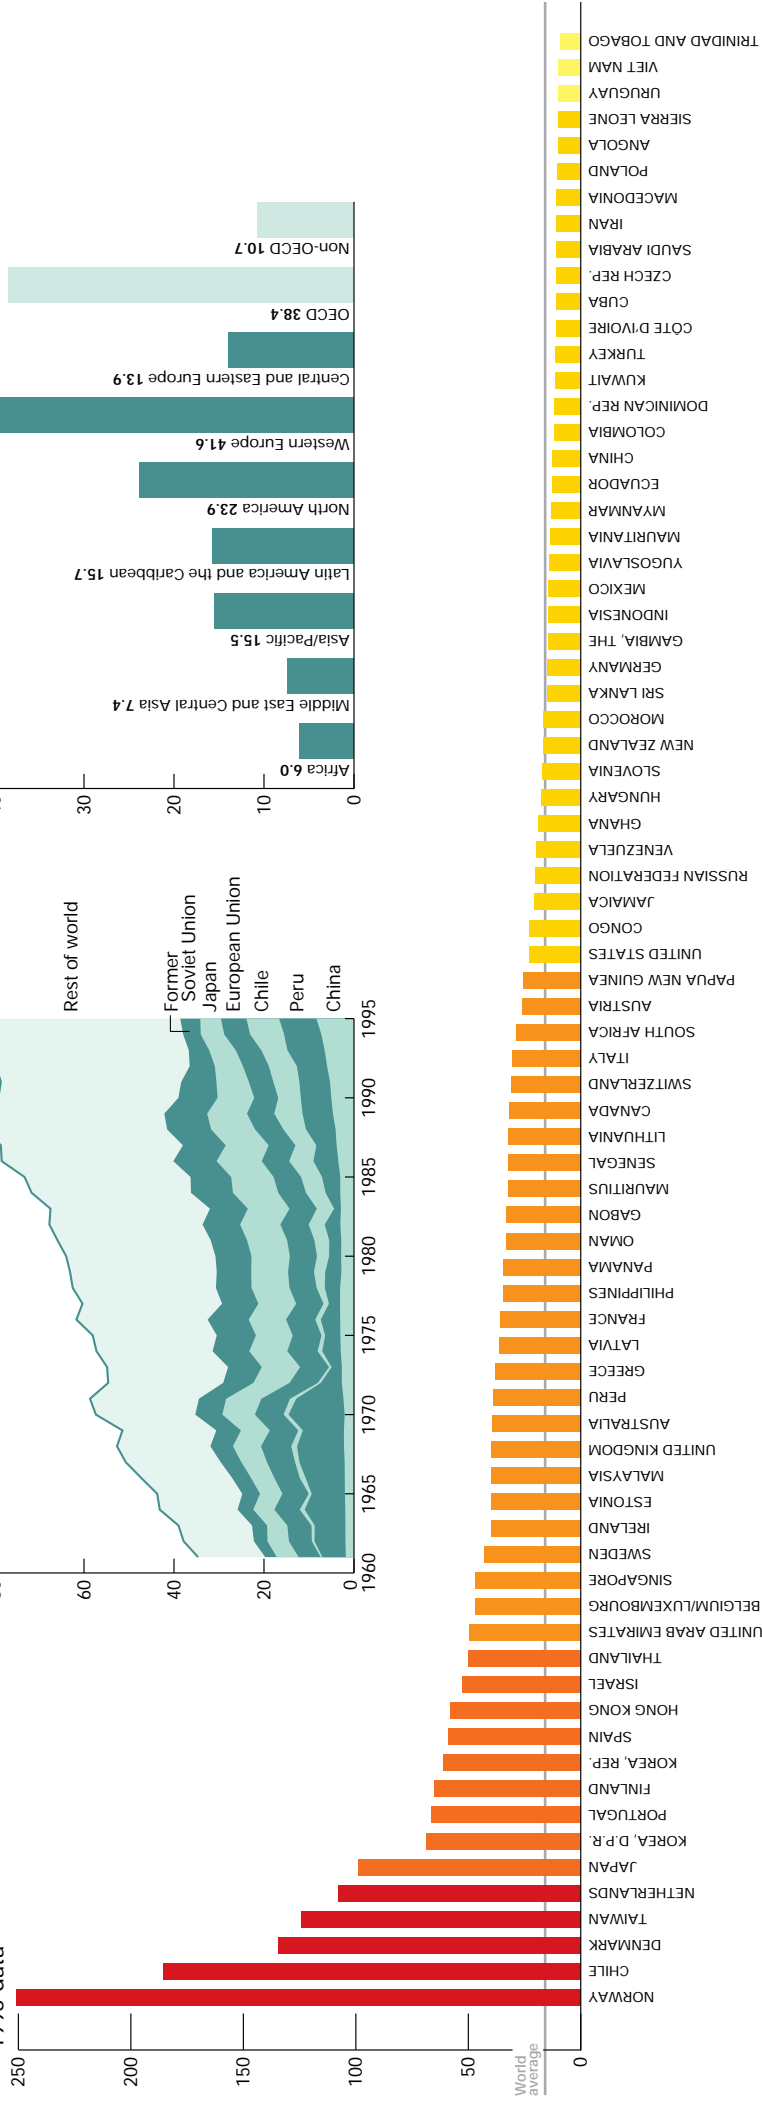 TRINIDAD AND TOBAGO
VIET NAM
URUGUAY
SIERRA LEONE
ANGOLA
POLAND
MACEDONIA
IRAN
SAUDI ARABIA
CZECH REP.
CUBA
CÔTE D'IVOIRE
TURKEY
KUWAIT
DOMINICAN REP.
COLOMBIA
CHINA
ECUADOR
MYANMAR
MAURITANIA
YUGOSLAVIA
MEXICO
INDONESIA
GAMBIA, THE
GERMANY
SRI LANKA
MOROCCO
NEW ZEALAND
SLOVENIA
HUNGARY
GHANA
VENEZUELA
RUSSIAN FEDERATION
JAMAICA
CONGO
UNITED STATES
PAPUA NEW GUINEA
AUSTRIA
SOUTH AFRICA
ITALY
SWITZERLAND
CANADA
LITHUANIA
SENEGAL
MAURITIUS
GABON
OMAN
PANAMA
PHILIPPINES
FRANCE
LATVIA
GREECE
PERU
AUSTRALIA
UNITED KINGDOM
MALAYSIA
ESTONIA
IRELAND
SWEDEN
SINGAPORE
BELGIUM/LUXEMBOURG
UNITED ARAB EMIRATES
THAILAND
ISRAEL
HONG KONG
SPAIN
KOREA, REP.
FINLAND
PORTUGAL
KOREA, D.P.R.
JAPAN
NETHERLANDS
TAIWAN
DENMARK
CHILE
NORWAY
250
200
150
100
50
0
World
average
Non-OECD 10.7
OECD 38.4
Central and Eastern Europe 13.9
Western Europe 41.6
North America 23.9
Latin America and the Caribbean 15.7
Asia/Pacific 15.5
Middle East and Central Asia 7.4
Africa 6.0
30
20
10
0
Rest of world
Former
Soviet Union
Japan
European Union
Chile
Peru
China
60
40
20
0
1960
1965
1970
1975
1980
1985
1990
1995